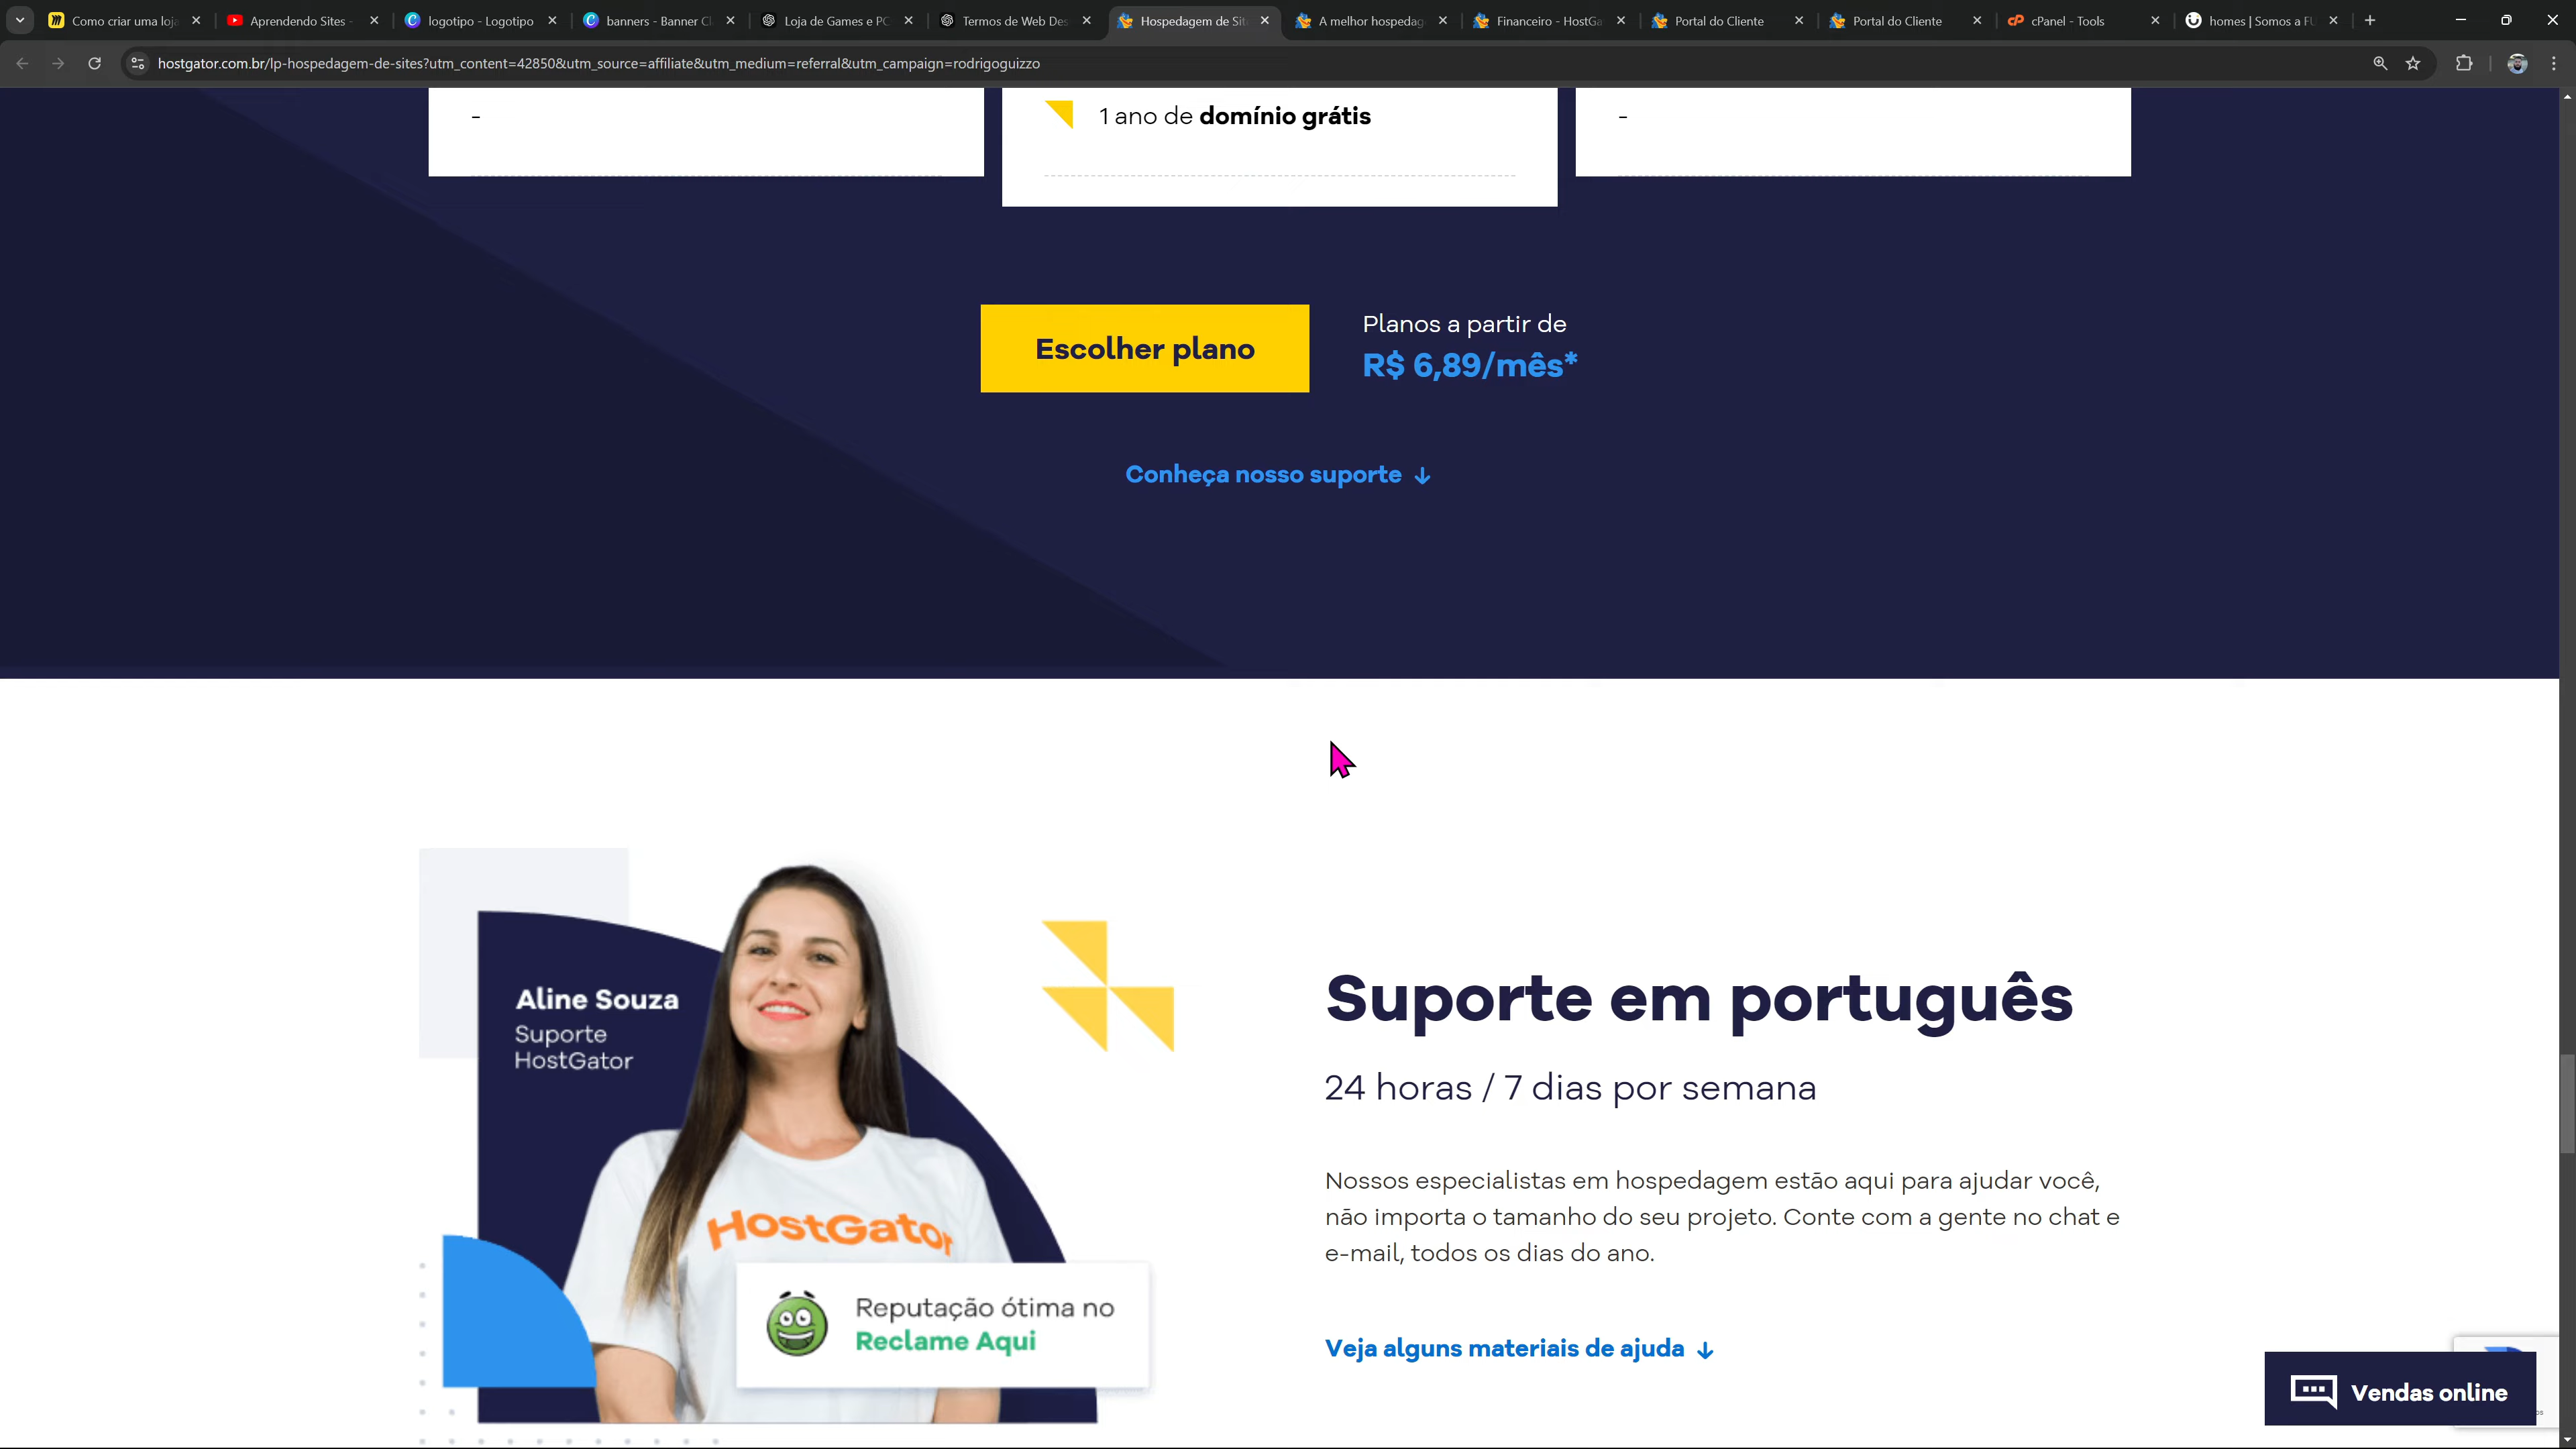 Como criar uma loj
Aprendendo Sites -
logotipo - Logotipo
banners - Banner Cl
Loja de Games e PC
Termos de Web Des
Hospedagem de Sit
A melhor hospedag
Financeiro - HostGa
Portal do Cliente
Portal do Cliente
cPanel - Tools
homes | Somos a FU
hostgator.com.br/lp-hospedagem-de-sites?utm_content=42850&utm_source=affiliate&utm_medium=referral&utm_campaign=rodrigoguizzo
-
1 ano de domínio grátis
-
Escolher plano
Planos a partir de
R$ 6,89/mês*
Conheça nosso suporte ↓
Aline Souza
Suporte
HostGator
HostGator
Reputação ótima no
Reclame Aqui
Suporte em português
24 horas / 7 dias por semana
Nossos especialistas em hospedagem estão aqui para ajudar você,
não importa o tamanho do seu projeto. Conte com a gente no chat e
e-mail, todos os dias do ano.
Veja alguns materiais de ajuda ↓
Vendas online